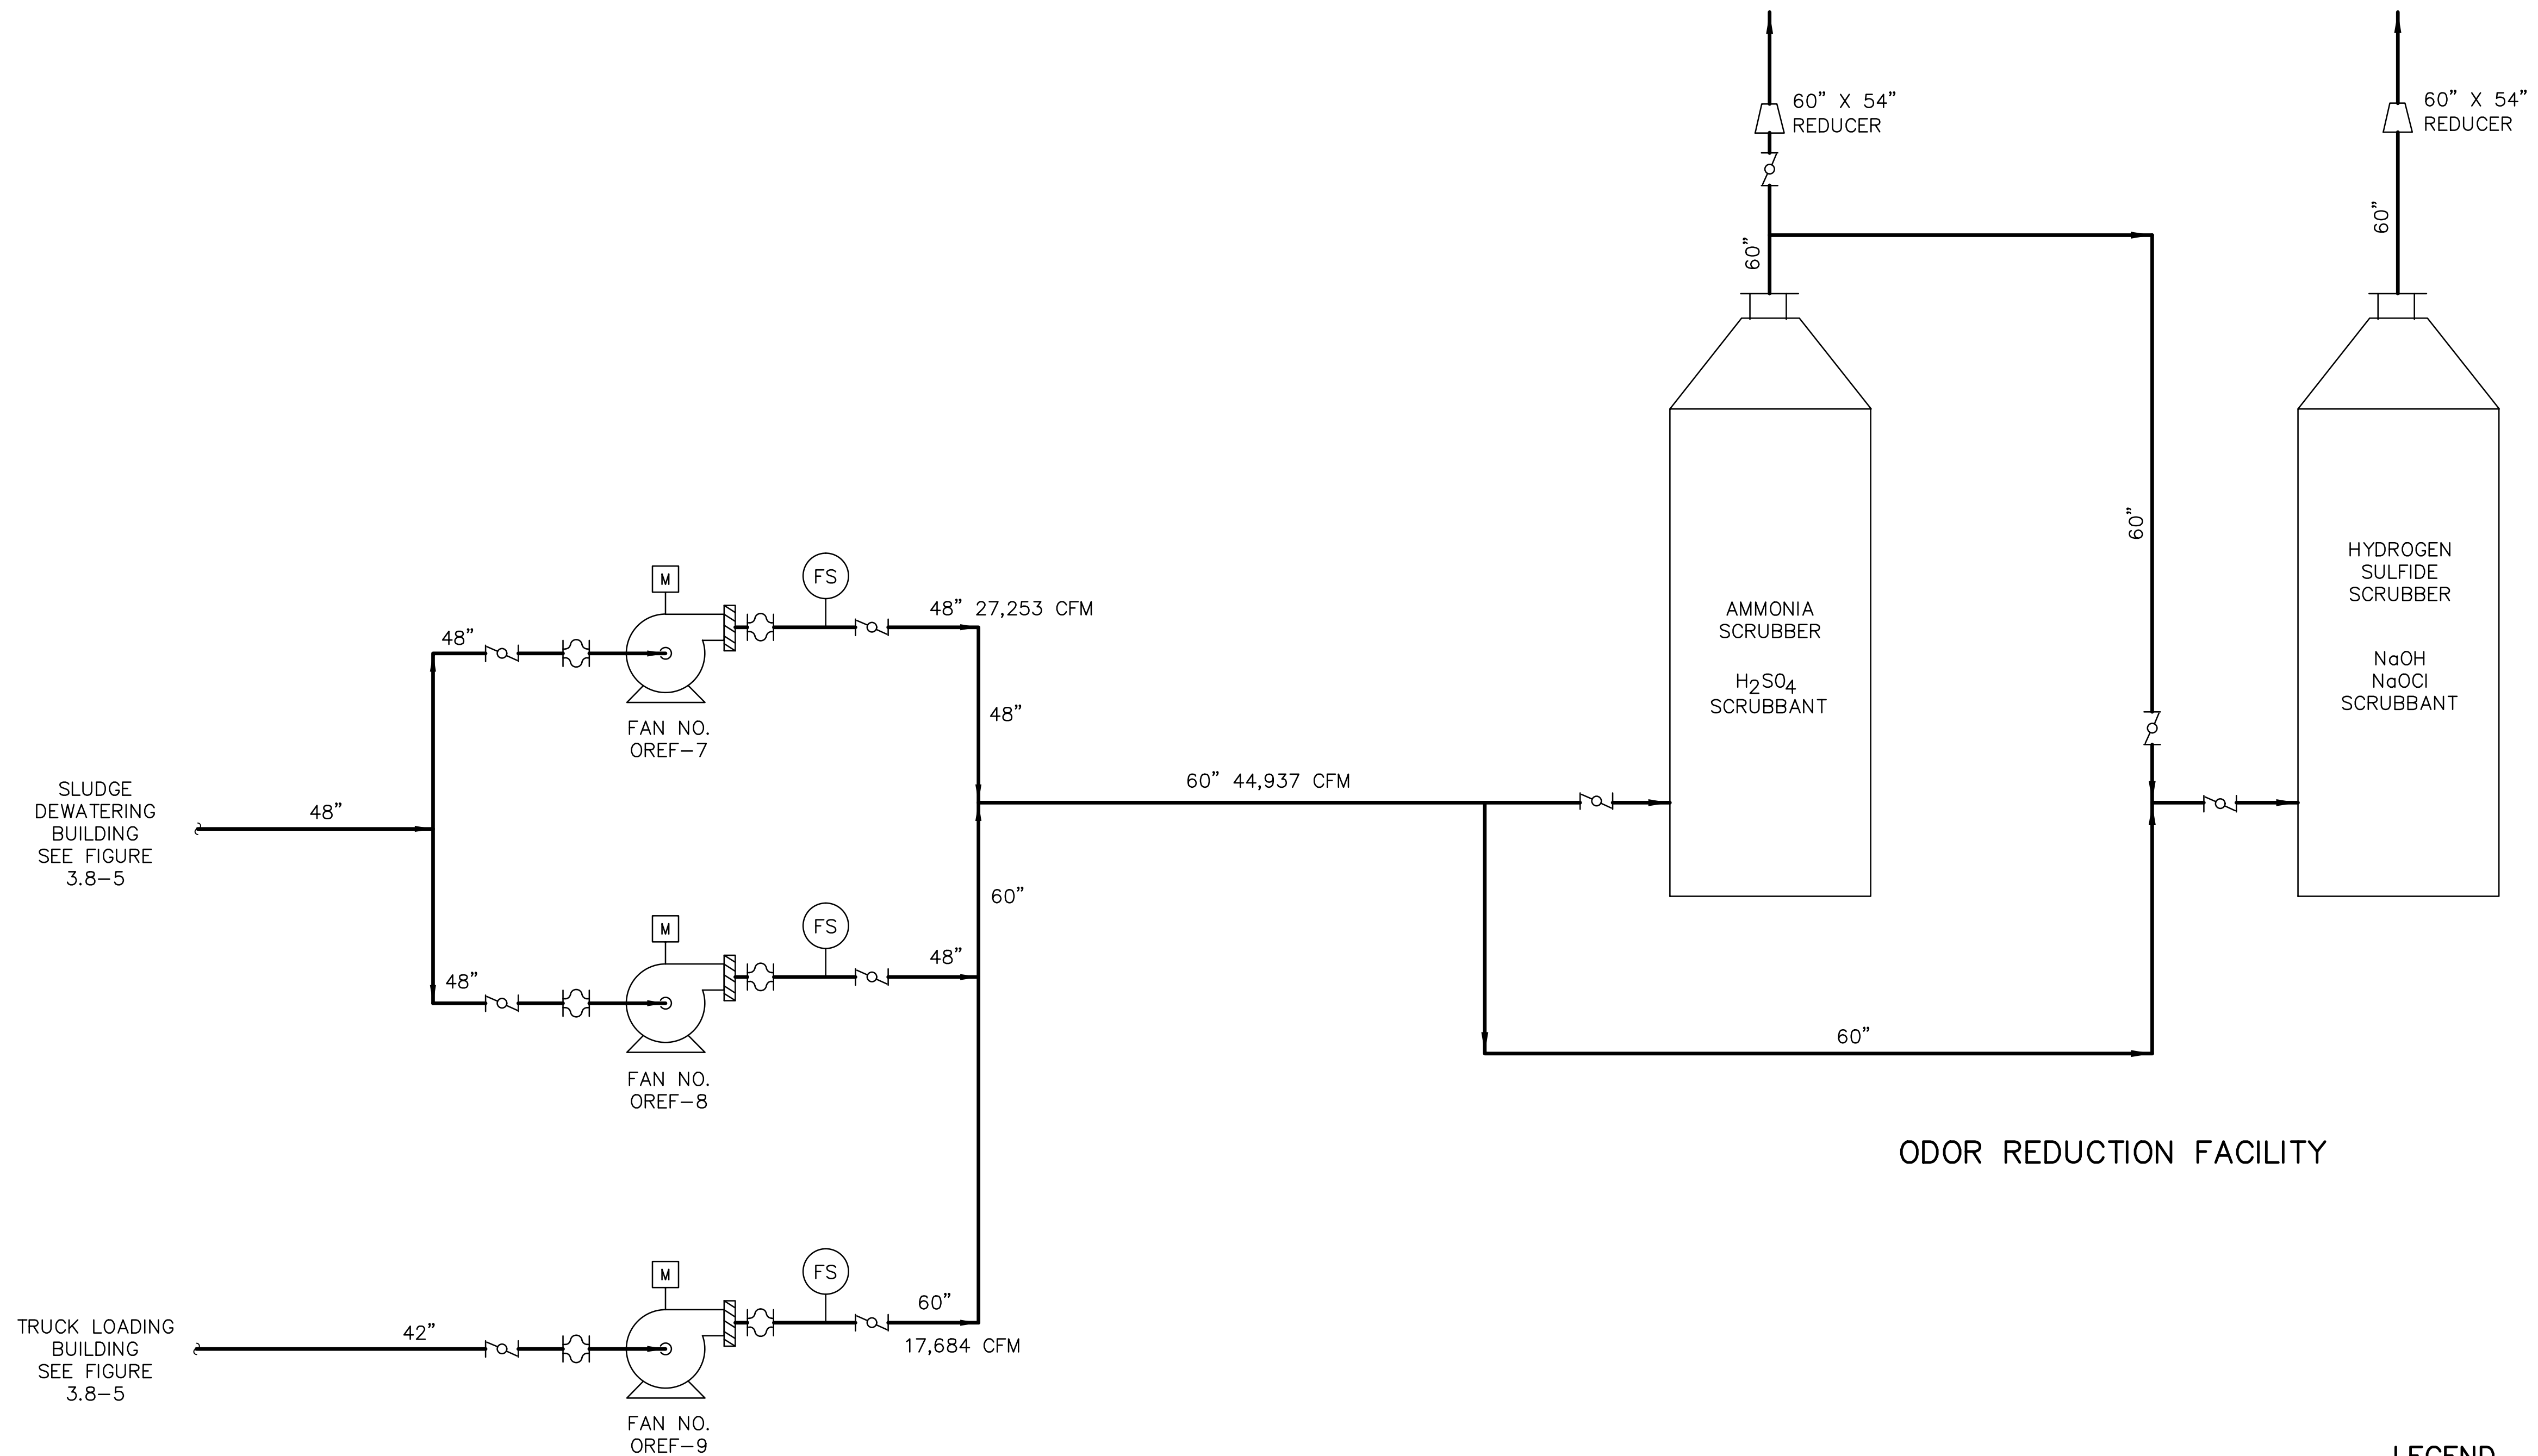 60” X 54”
REDUCER
60” X 54”
REDUCER
60”
60”
60”
HYDROGEN
SULFIDE
SCRUBBER
NaOH
NaOCl
SCRUBBANT
AMMONIA
SCRUBBER
H₂SO₄
SCRUBBANT
M
FS
48” 27,253 CFM
48”
FAN NO.
OREF-7
48”
SLUDGE
DEWATERING
BUILDING
SEE FIGURE
3.8-5
48”
60” 44,937 CFM
60”
M
FS
48”
48”
FAN NO.
OREF-8
60”
ODOR REDUCTION FACILITY
M
FS
60”
17,684 CFM
TRUCK LOADING
BUILDING
SEE FIGURE
3.8-5
42”
FAN NO.
OREF-9
LEGEND